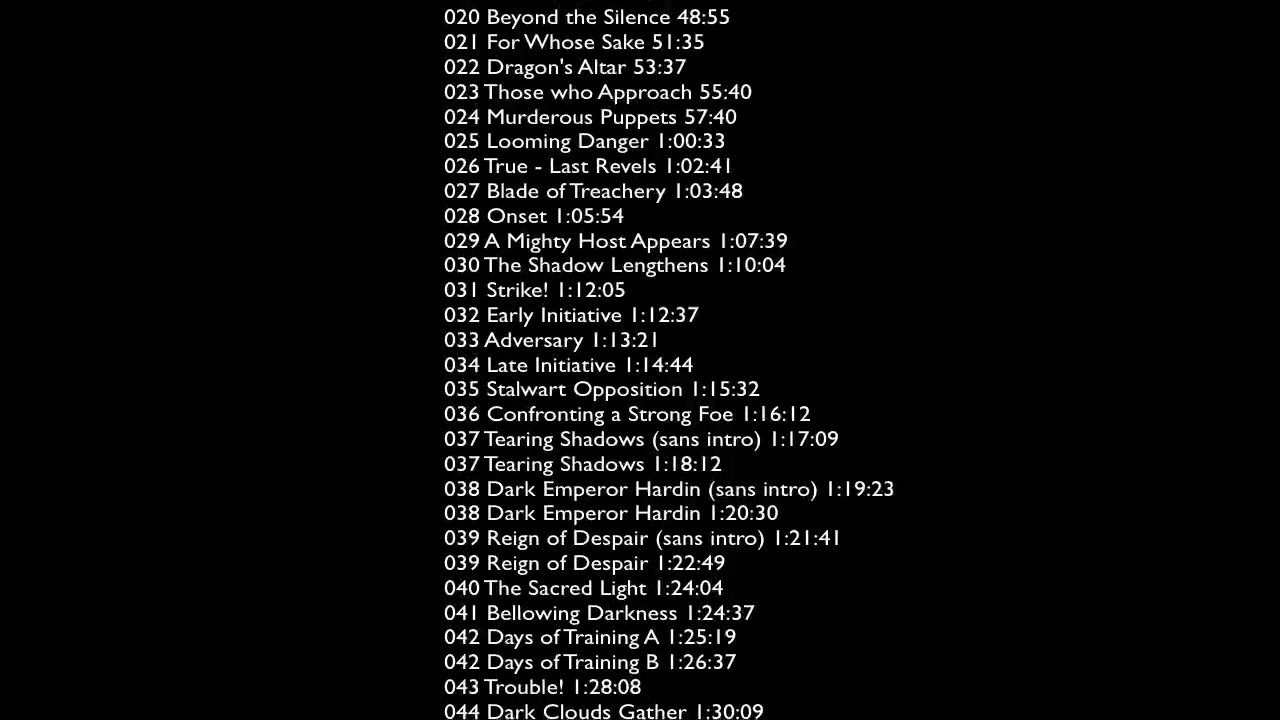 020 Beyond the Silence 48:55
021 For Whose Sake 51:35
022 Dragon's Altar 53:37
023 Those who Approach 55:40
024 Murderous Puppets 57:40
025 Looming Danger 1:00:33
026 True - Last Revels 1:02:41
027 Blade of Treachery 1:03:48
028 Onset 1:05:54
029 A Mighty Host Appears 1:07:39
030 The Shadow Lengthens 1:10:04
031 Strike! 1:12:05
032 Early Initiative 1:12:37
033 Adversary 1:13:21
034 Late Initiative 1:14:44
035 Stalwart Opposition 1:15:32
036 Confronting a Strong Foe 1:16:12
037 Tearing Shadows (sans intro) 1:17:09
037 Tearing Shadows 1:18:12
038 Dark Emperor Hardin (sans intro) 1:19:23
038 Dark Emperor Hardin 1:20:30
039 Reign of Despair (sans intro) 1:21:41
039 Reign of Despair 1:22:49
040 The Sacred Light 1:24:04
041 Bellowing Darkness 1:24:37
042 Days of Training A 1:25:19
042 Days of Training B 1:26:37
043 Trouble! 1:28:08
044 Dark Clouds Gather 1:30:09